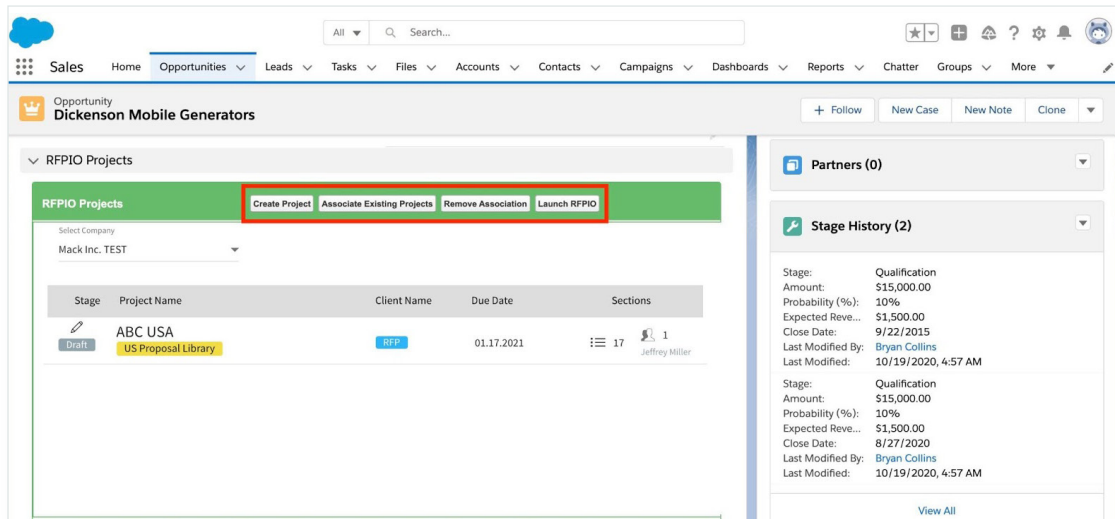 All
Search...
Sales Home Opportunities Leads Tasks Files Accounts Contacts Campaigns Dashboards Reports Chatter Groups More
Opportunity
Dickenson Mobile Generators
+ Follow New Case New Note Clone
RFPIO Projects
RFPIO Projects Create Project Associate Existing Projects Remove Association Launch RFPIO
Select Company
Mack Inc. TEST
Stage Project Name Client Name Due Date Sections
Draft ABC USA RFP 01.17.2021 17 1
US Proposal Library Jeffrey Miller
Partners (0)
Stage History (2)
Stage: Qualification
Amount: $15,000.00
Probability (%): 10%
Expected Reve... $1,500.00
Close Date: 9/22/2015
Last Modified By: Bryan Collins
Last Modified: 10/19/2020, 4:57 AM
Stage: Qualification
Amount: $15,000.00
Probability (%): 10%
Expected Reve... $1,500.00
Close Date: 8/27/2020
Last Modified By: Bryan Collins
Last Modified: 10/19/2020, 4:57 AM
View All